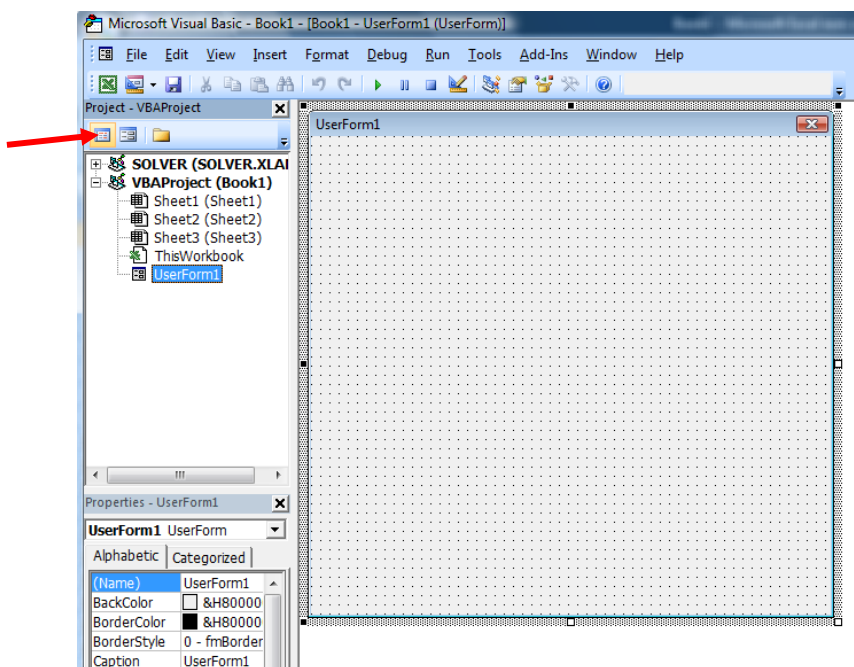 Microsoft Visual Basic - Book1 - [Book1 - UserForm1 (UserForm)]
File Edit View Insert Format Debug Run Tools Add-Ins Window Help
Project - VBAProject
UserForm1
SOLVER (SOLVER.XLA
VBAProject (Book1)
Sheet1 (Sheet1)
Sheet2 (Sheet2)
Sheet3 (Sheet3)
ThisWorkbook
UserForm1
Properties - UserForm1
UserForm1 UserForm
Alphabetic Categorized
(Name) UserForm1
BackColor &H80000
BorderColor &H80000
BorderStyle 0 - fmBorder
Caption UserForm1